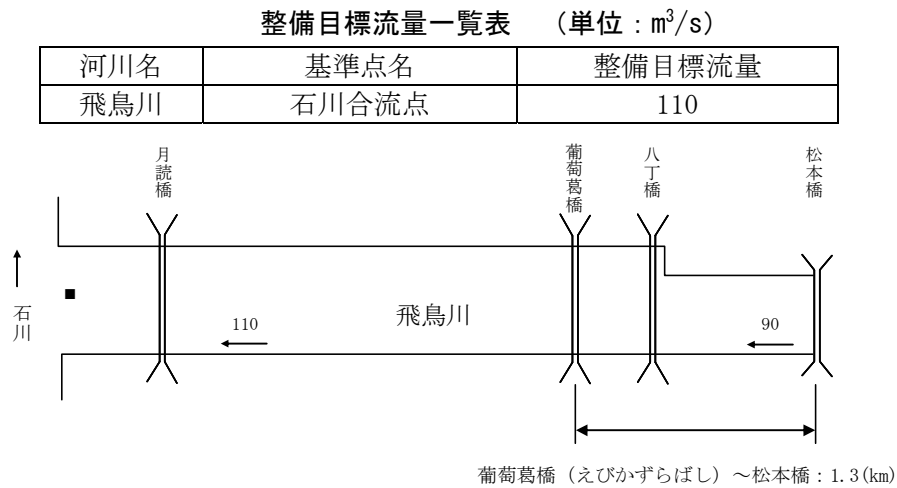 整備目標流量一覧表 (単位:m³/s)
河川名 基準点名 整備目標流量
飛鳥川 石川合流点 110
月読橋
葡萄葛橋
八丁橋
松本橋
石川
飛鳥川
110
90
葡萄葛橋(えびかずらばし)~松本橋:1.3(km)